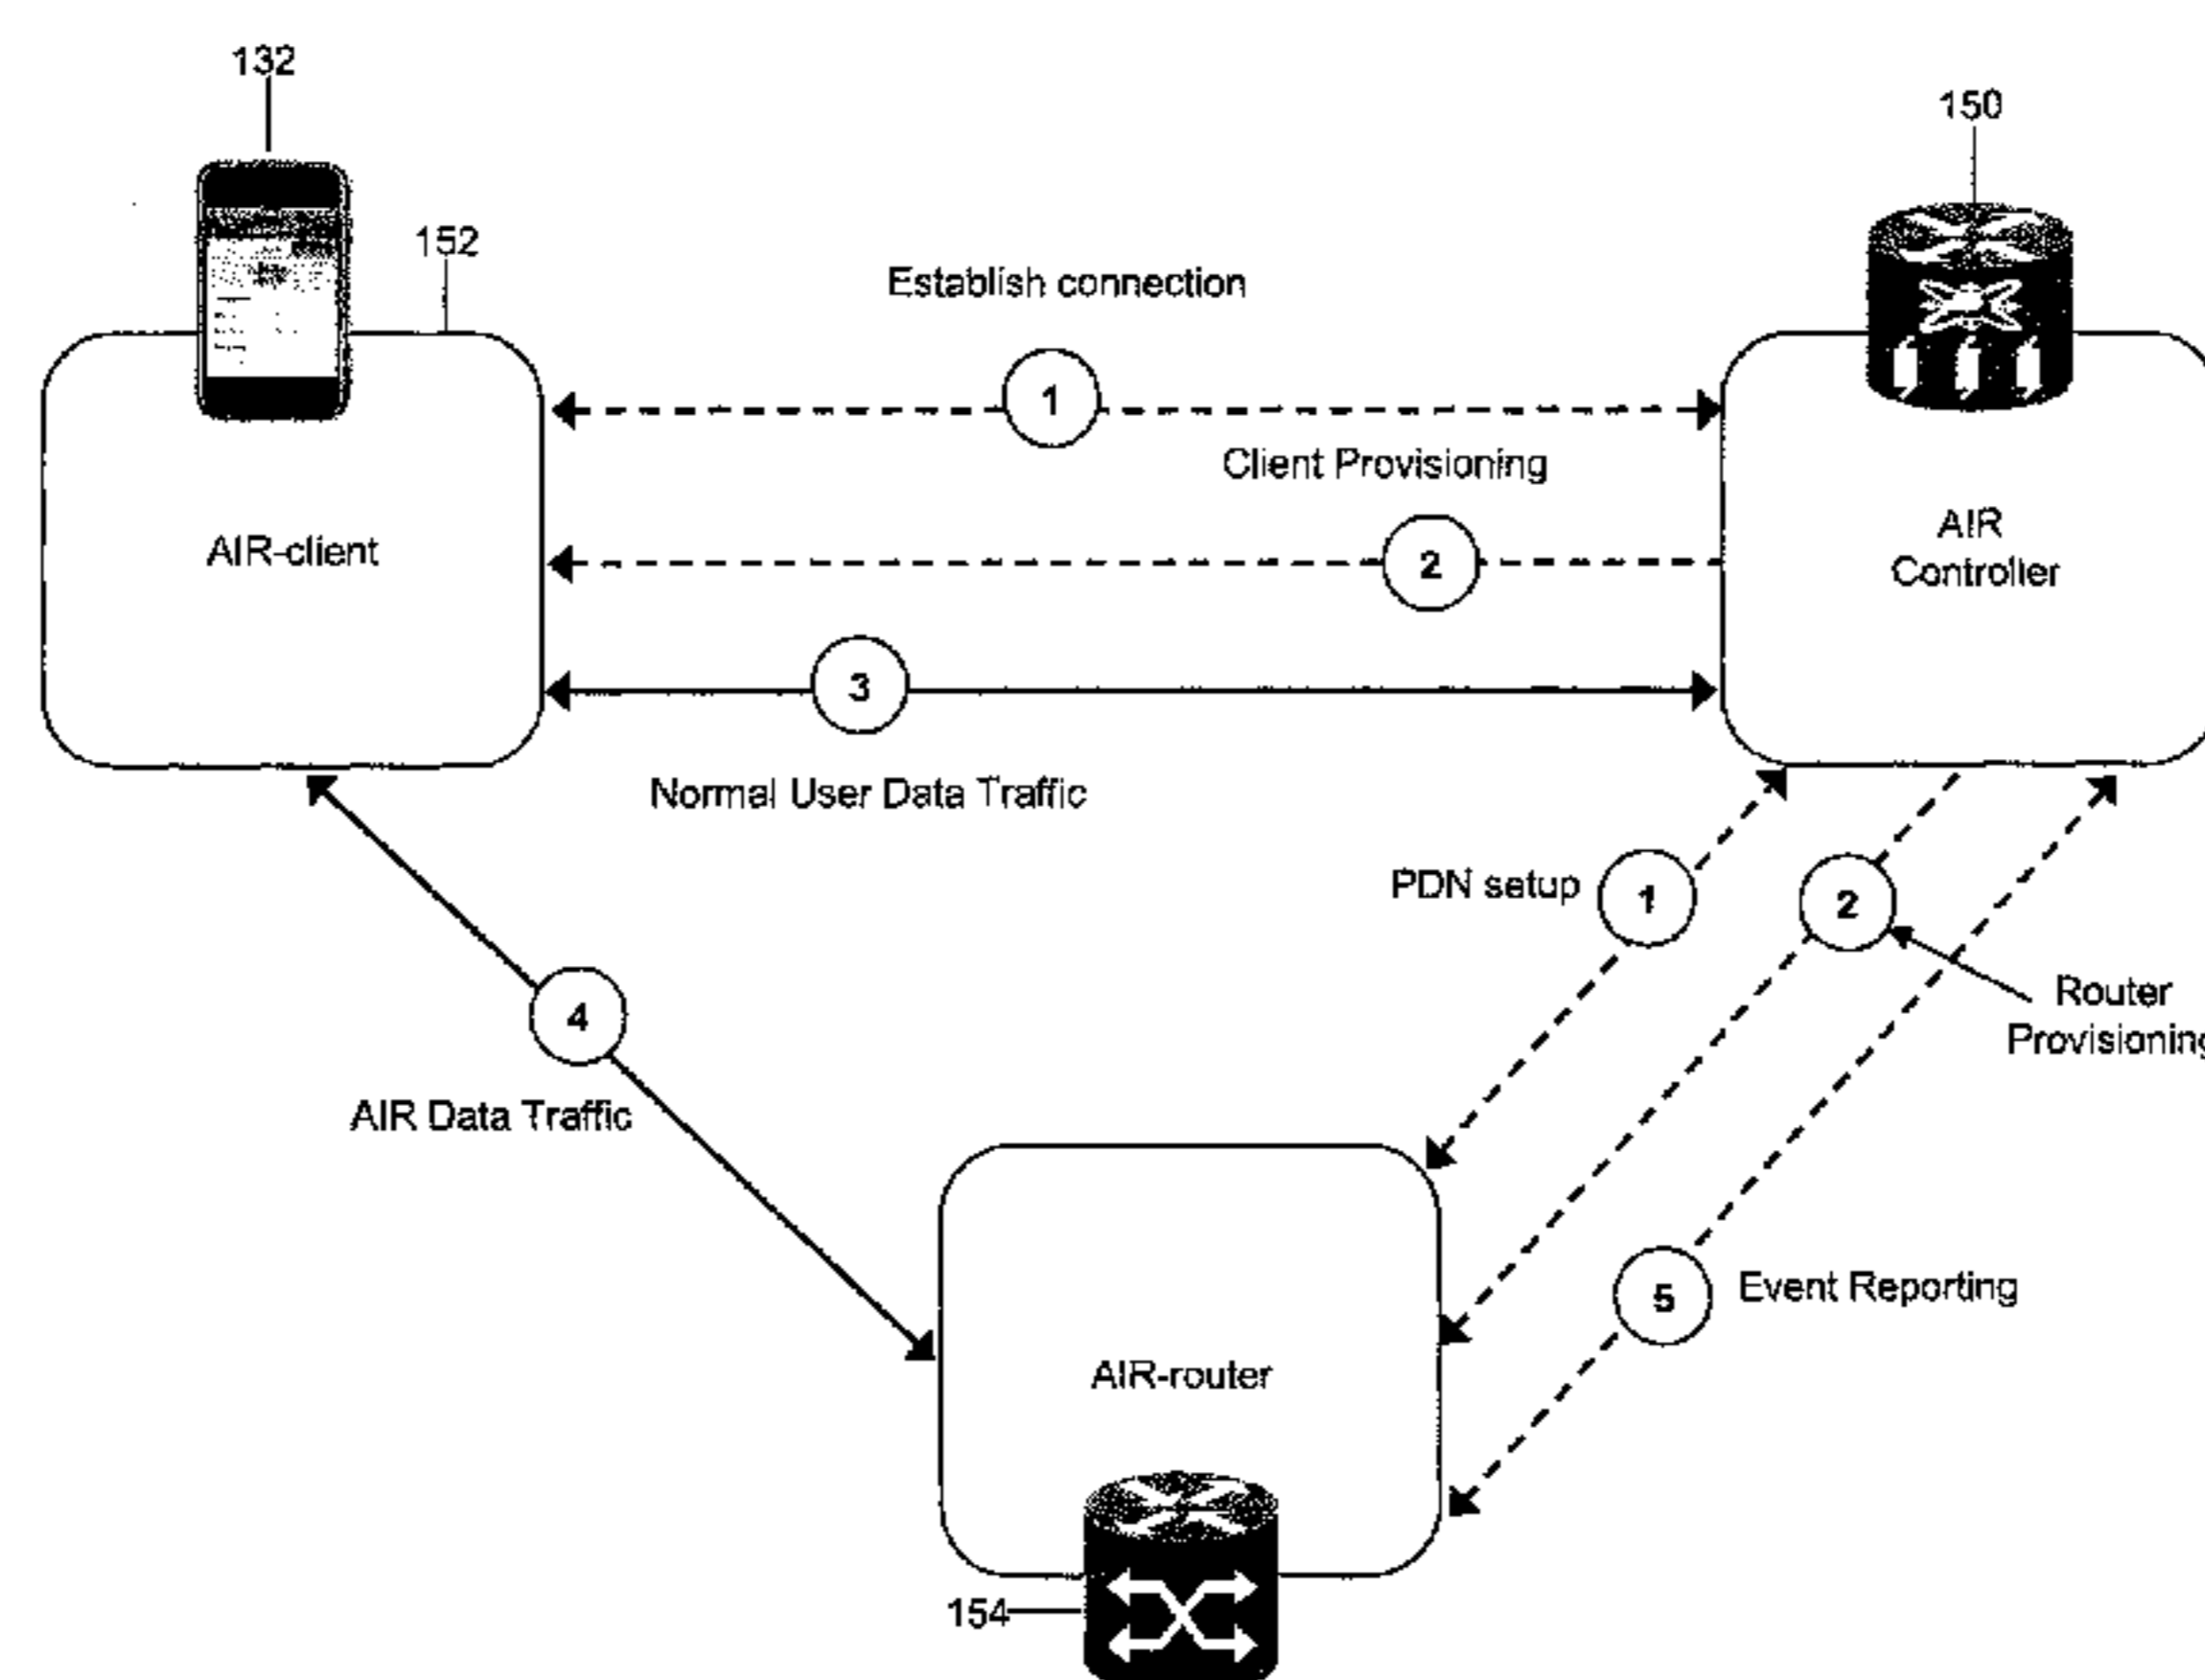 132
150
152
Establish connection
1
Client Provisioning
AIR-client
2
AIR
Controller
3
Normal User Data Traffic
PDN setup
1
2
Router
Provisioning
4
AIR Data Traffic
5
Event Reporting
AIR-router
154